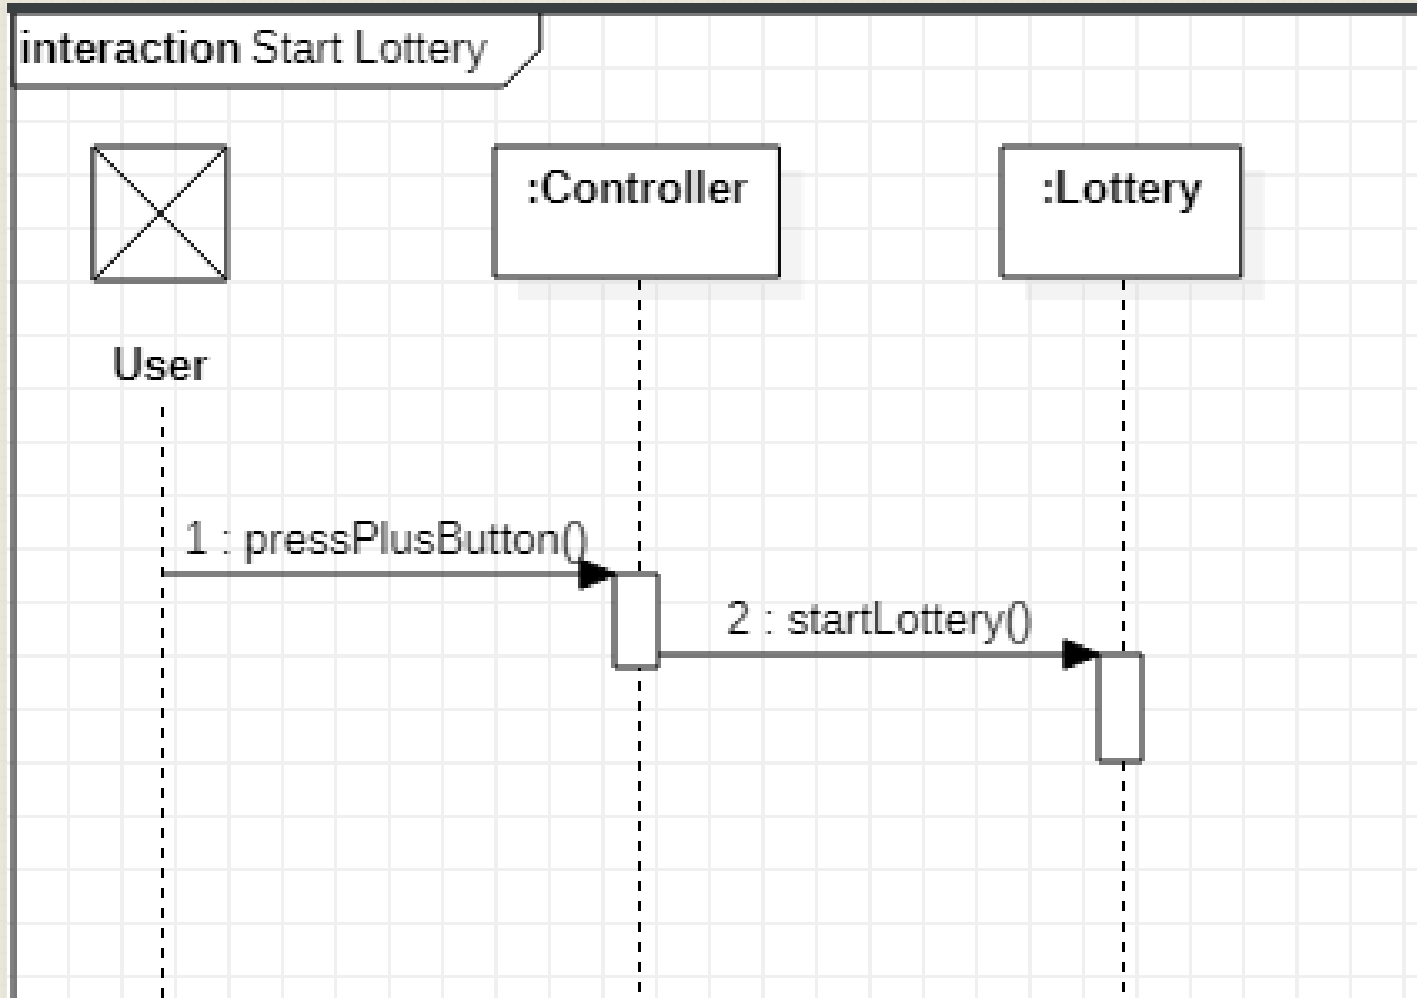 interaction Start Lottery
:Controller
:Lottery
User
1 : pressPlusButton()
2 : startLottery()